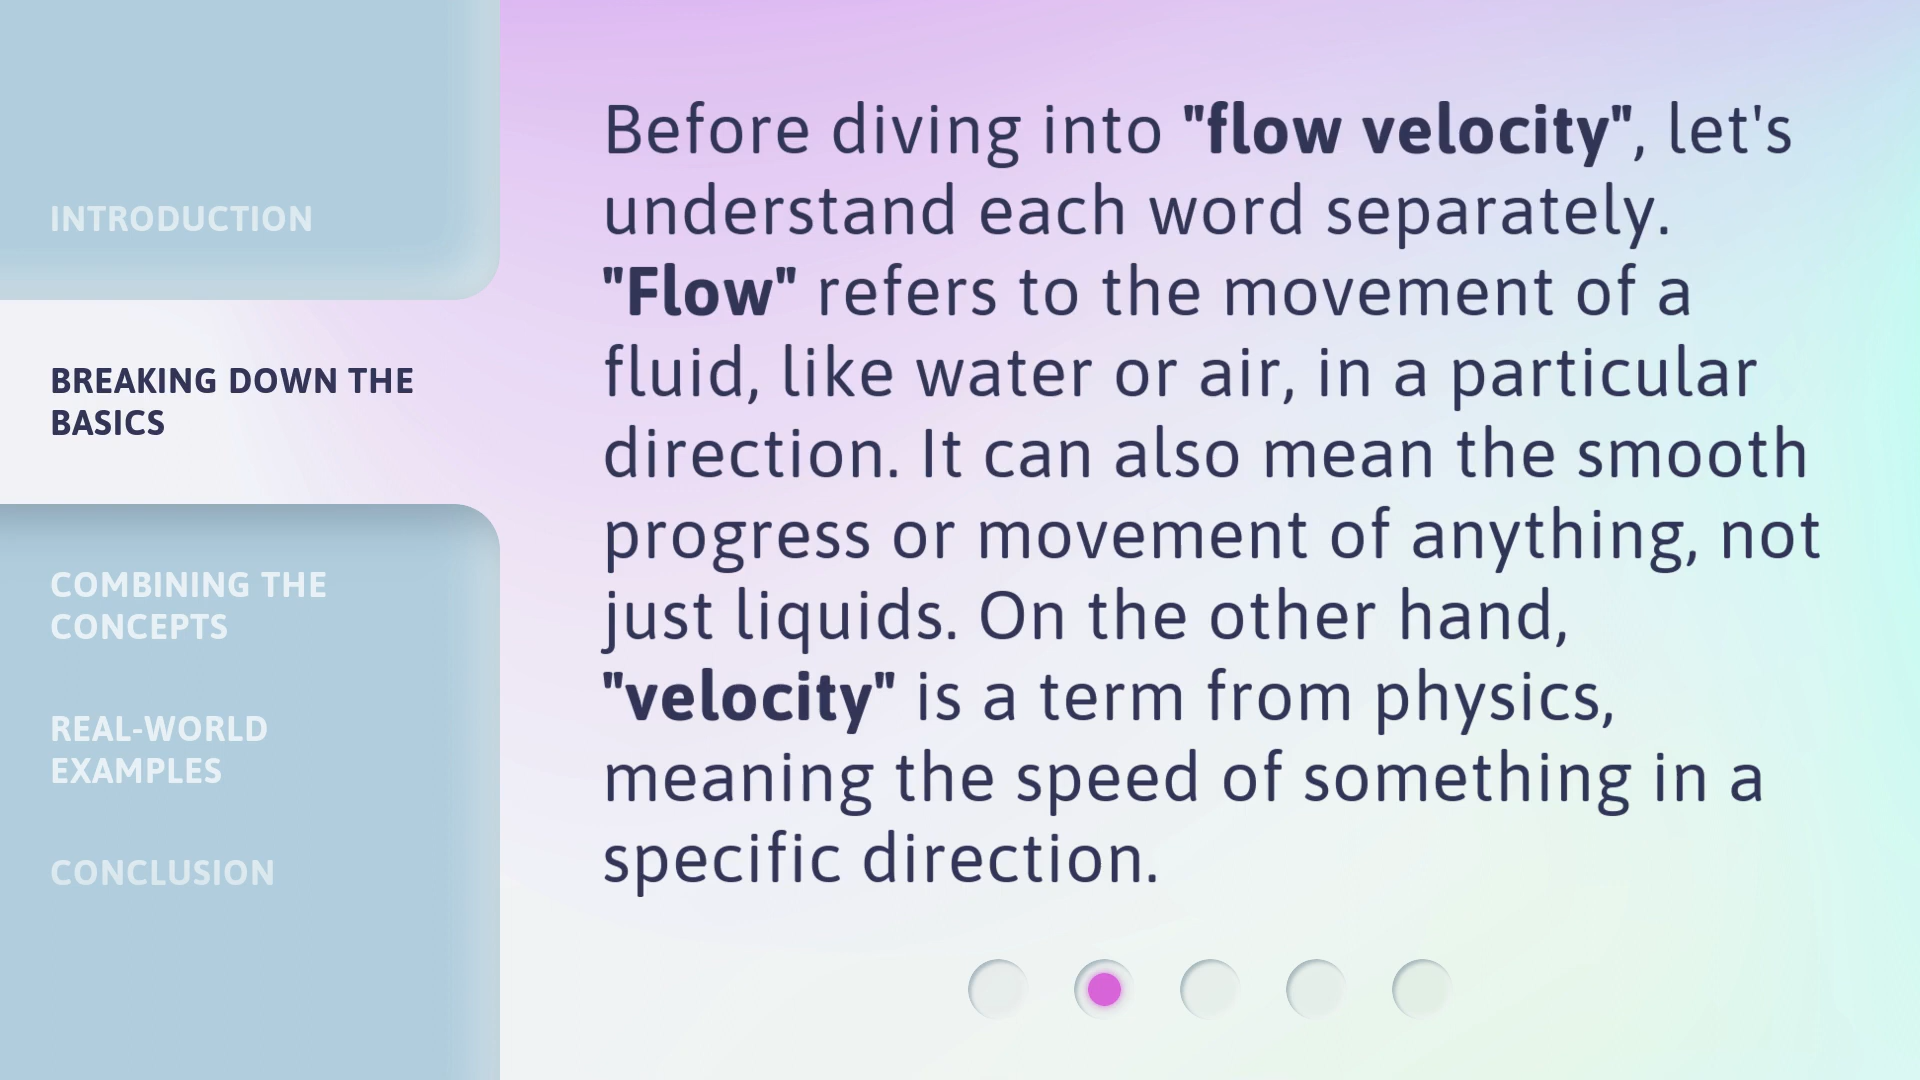 INTRODUCTION
BREAKING DOWN THE
BASICS
COMBINING THE
CONCEPTS
REAL-WORLD
EXAMPLES
CONCLUSION
Before diving into "flow velocity", let's
understand each word separately.
"Flow" refers to the movement of a
fluid, like water or air, in a particular
direction. It can also mean the smooth
progress or movement of anything, not
just liquids. On the other hand,
"velocity" is a term from physics,
meaning the speed of something in a
specific direction.